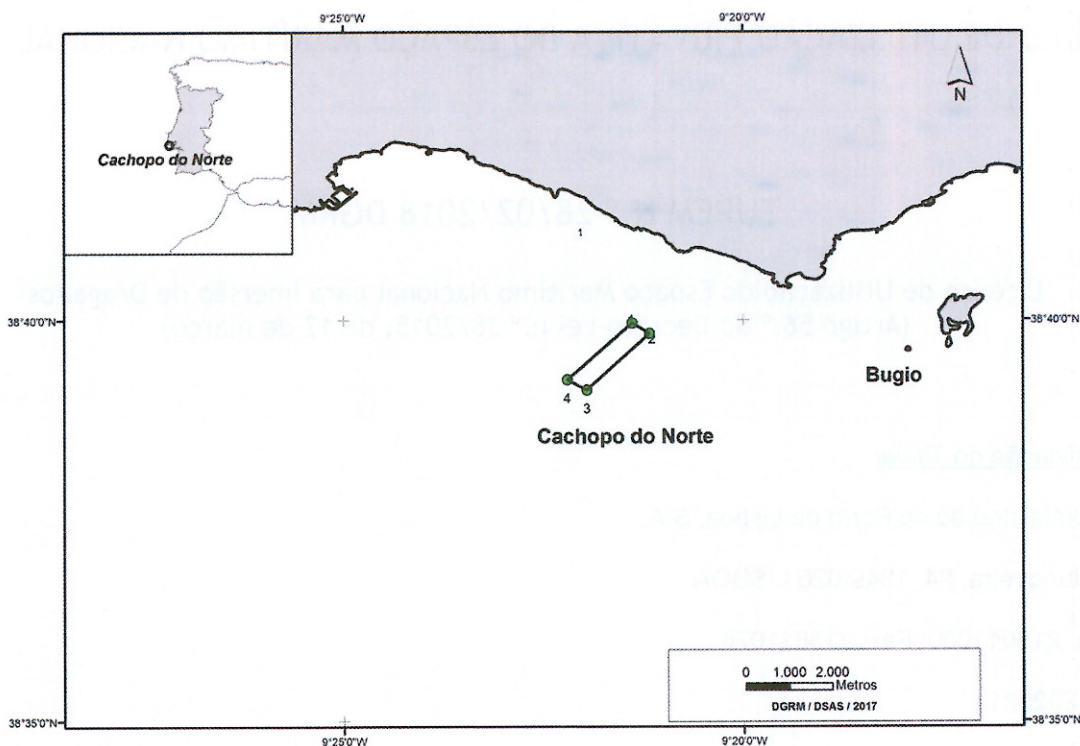 9°25'0"W
9°20'0"W
N
Cachopo do Norte
1
38°40'0"N
38°40'0"N
2
Bugio
4
3
Cachopo do Norte
0 1.000 2.000
Metros
DGRM / DSAS / 2017
38°35'0"N
38°35'0"N
9°25'0"W
9°20'0"W